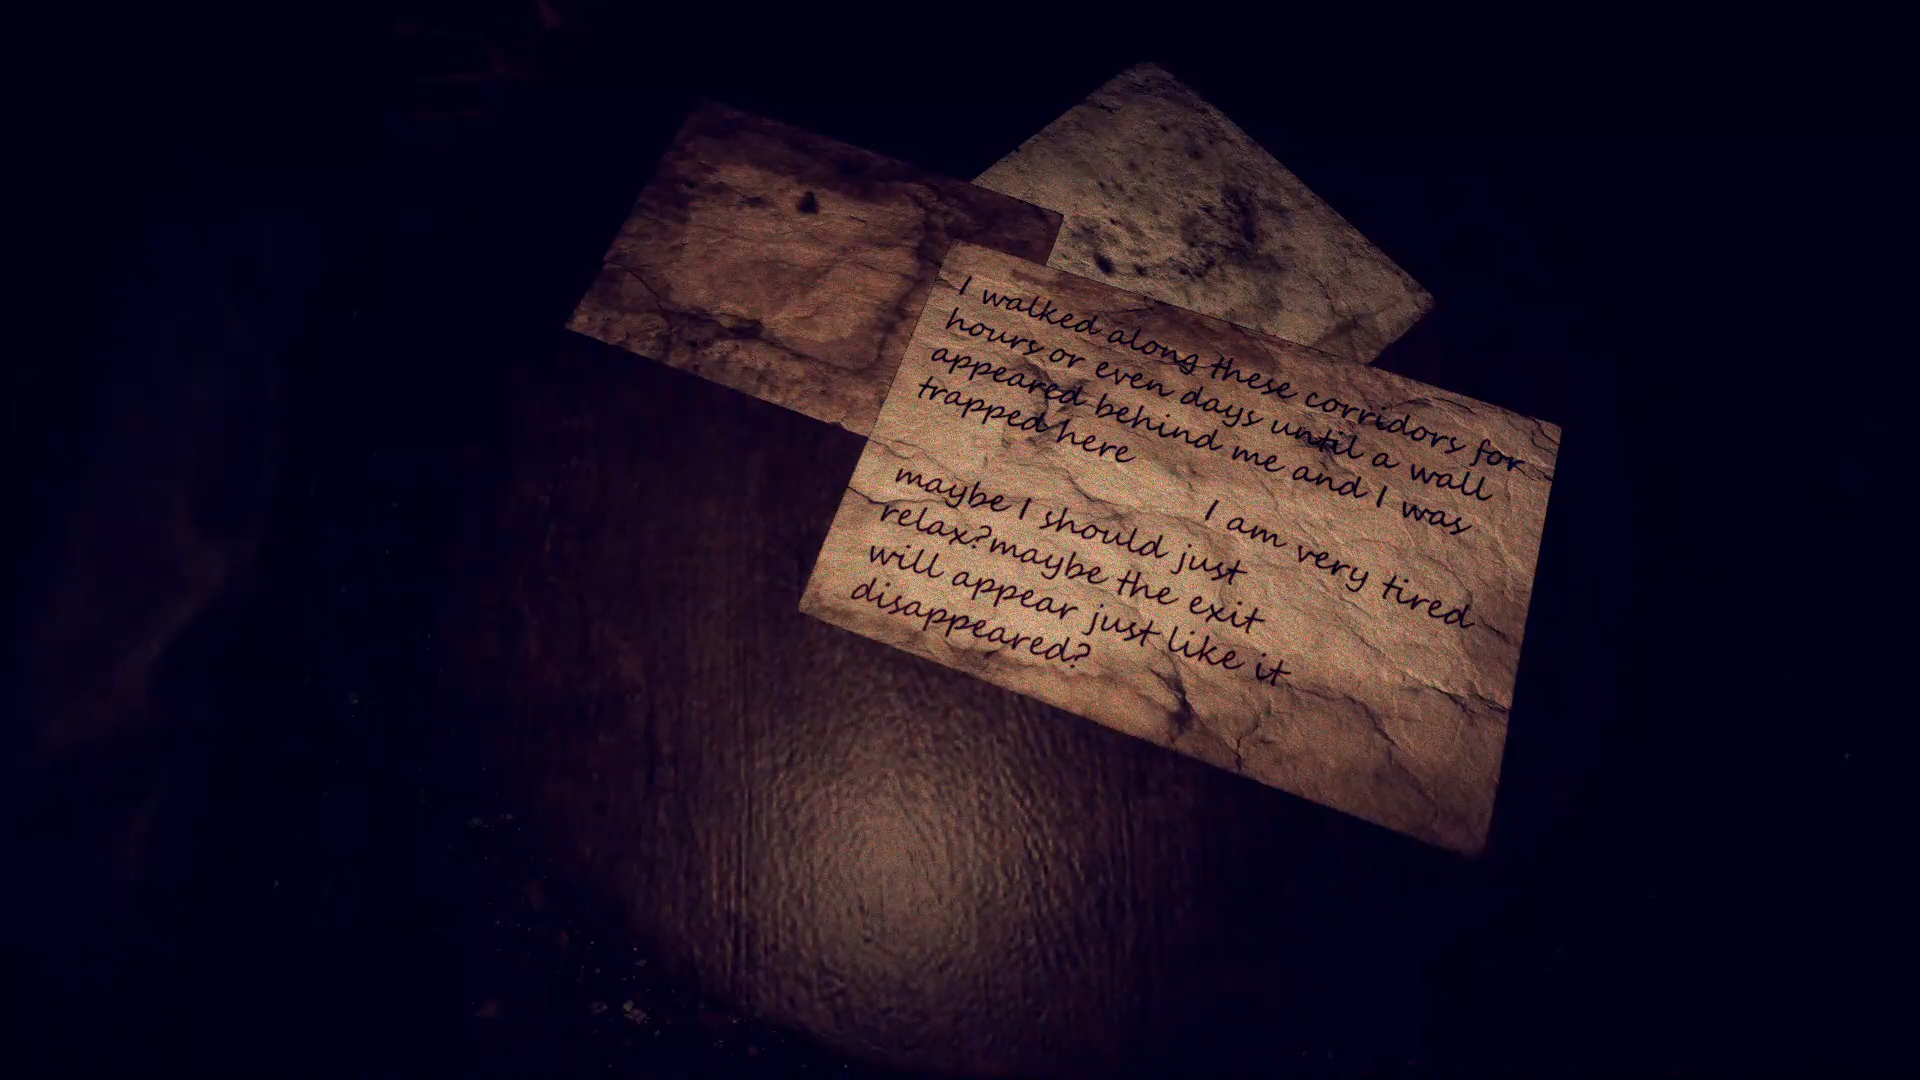 I walked along these corridors for
hours or even days until a wall
appeared behind me and I was
trapped here
I am very tired
maybe I should just
relax?maybe the exit
will appear just like it
disappeared?